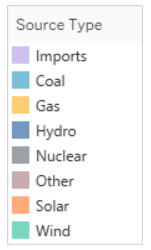 Source Type
Imports
Coal
Gas
Hydro
Nuclear
Other
Solar
Wind